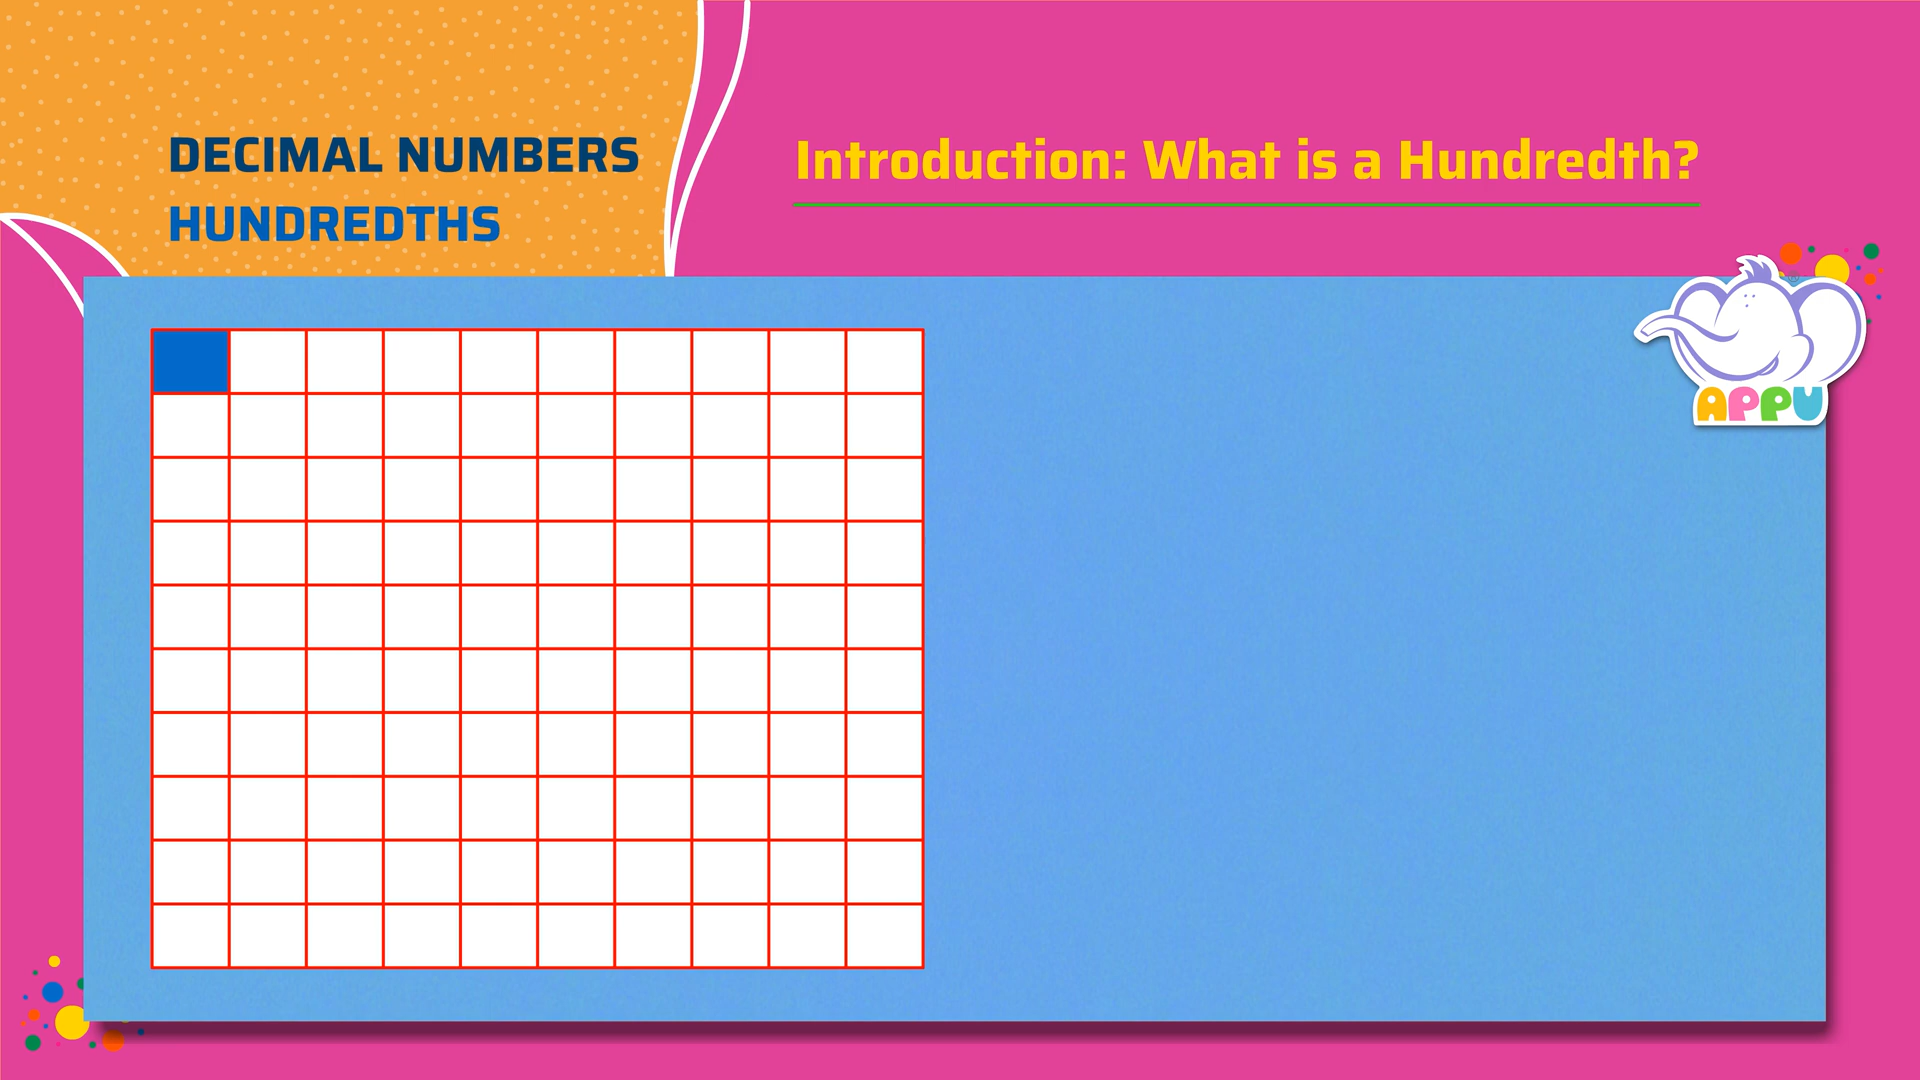 DECIMAL NUMBERS
HUNDREDTHS
Introduction: What is a Hundredth?
APPU